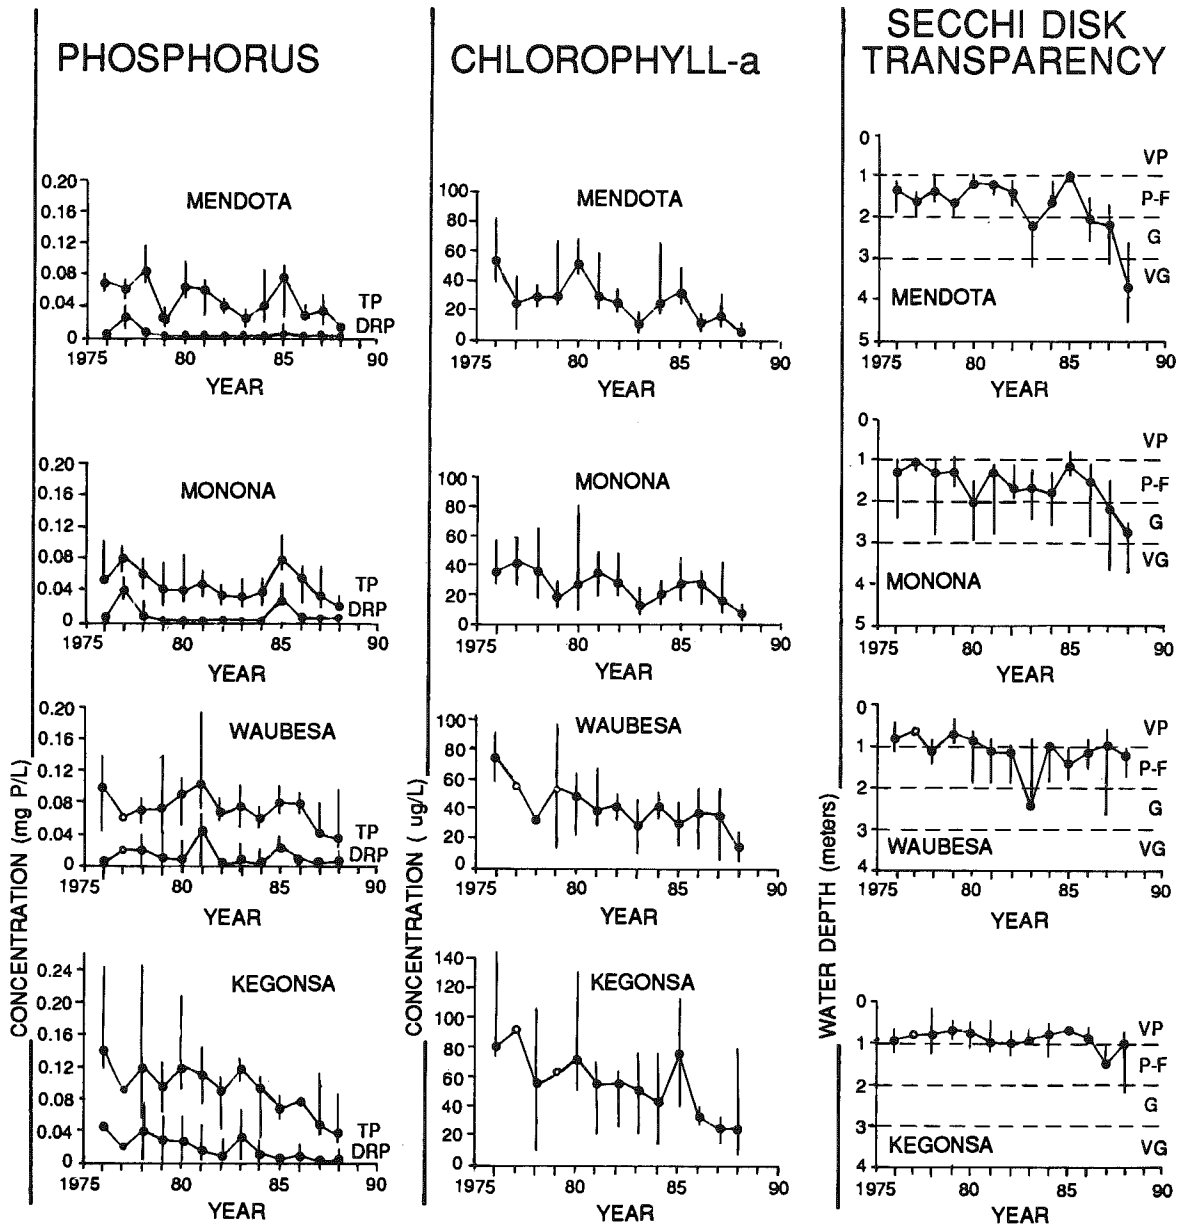 PHOSPHORUS
CONCENTRATION (mg P/L)
MENDOTA
0.20
0.16
0.12
0.08
0.04
0
TP
DRP
1975 80 85 90
YEAR
MONONA
0.20
0.16
0.12
0.08
0.04
0
TP
DRP
1975 80 85 90
YEAR
WAUBESA
0.20
0.16
0.12
0.08
0.04
0
TP
DRP
1975 80 85 90
YEAR
KEGONSA
0.24
0.20
0.16
0.12
0.08
0.04
0
TP
DRP
1975 80 85 90
YEAR
CHLOROPHYLL-a
CONCENTRATION ( ug/L)
MENDOTA
100
80
60
40
20
0
1975 80 85 90
YEAR
MONONA
100
80
60
40
20
0
1975 80 85 90
YEAR
WAUBESA
100
80
60
40
20
0
1975 80 85 90
YEAR
KEGONSA
140
120
100
80
60
40
20
0
1975 80 85 90
YEAR
SECCHI DISK
TRANSPARENCY
WATER DEPTH (meters)
0
VP
1
P-F
2
G
3
VG
4
MENDOTA
5
1975 80 85 90
YEAR
0
VP
1
P-F
2
G
3
VG
4
MONONA
5
1975 80 85 90
YEAR
0
VP
1
P-F
2
G
3
WAUBESA VG
4
1975 80 85 90
YEAR
0
VP
1
P-F
2
G
3
KEGONSA VG
4
1975 80 85 90
YEAR